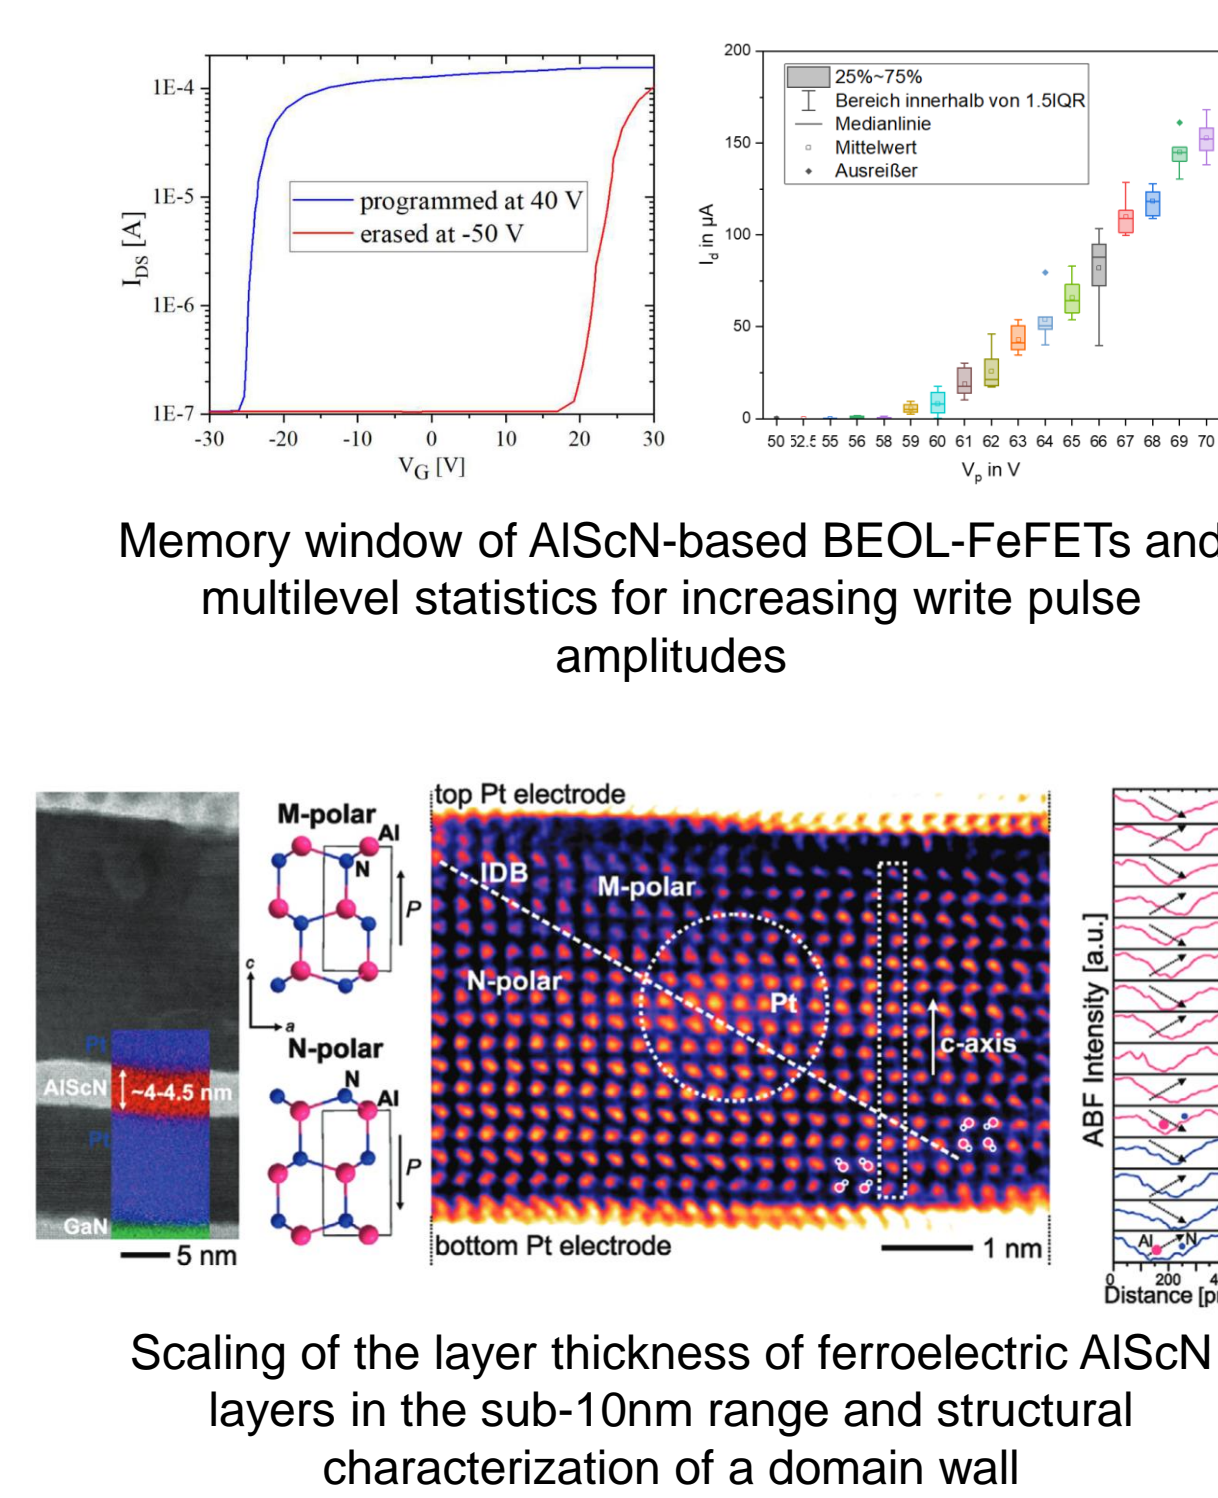 1E-4
1E-5
1E-6
1E-7
I_DS [A]
programmed at 40 V
erased at -50 V
-30 -20 -10 0 10 20 30
V_G [V]
200
150
100
50
0
I_d in µA
25%~75%
Bereich innerhalb von 1.5IQR
Medianlinie
Mittelwert
Ausreißer
50 52.5 55 56 58 59 60 61 62 63 64 65 66 67 68 69 70
V_p in V
Memory window of AlScN-based BEOL-FeFETs and
multilevel statistics for increasing write pulse
amplitudes
Pt
AlScN
~4-4.5 nm
Pt
GaN
5 nm
M-polar
Al
N
P
c
a
N-polar
N
Al
P
top Pt electrode
IDB
M-polar
N-polar
Pt
c-axis
bottom Pt electrode
1 nm
ABF Intensity [a.u.]
Al
N
0 200
Distance
Scaling of the layer thickness of ferroelectric AlScN
layers in the sub-10nm range and structural
characterization of a domain wall